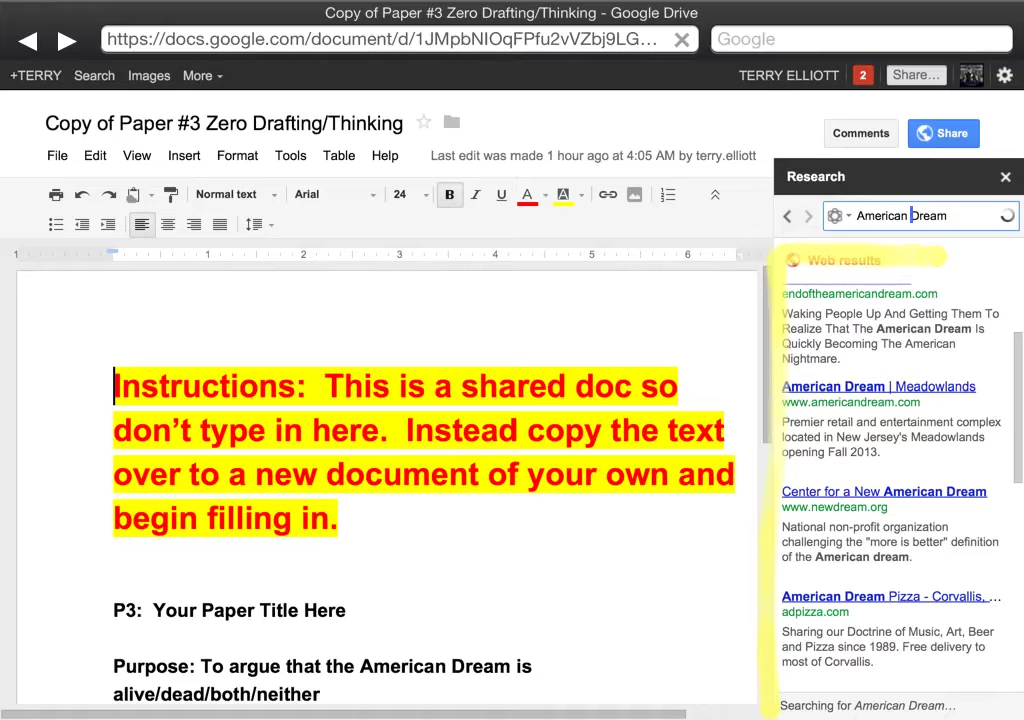 Copy of Paper #3 Zero Drafting/Thinking - Google Drive
https://docs.google.com/document/d/1JMpbNIOqFPfu2vVZbj9LG...
Google
+TERRY Search Images More
TERRY ELLIOTT 2 Share...
Copy of Paper #3 Zero Drafting/Thinking
Comments Share
File Edit View Insert Format Tools Table Help Last edit was made 1 hour ago at 4:05 AM by terry.elliott
Normal text Arial 24 B I U A A
1 1 2 3 4 5 6
Instructions:  This is a shared doc so
don’t type in here.  Instead copy the text
over to a new document of your own and
begin filling in.
P3:  Your Paper Title Here
Purpose: To argue that the American Dream is
alive/dead/both/neither
Research
American Dream
Web results
endoftheamericandream.com
Waking People Up And Getting Them To
Realize That The American Dream Is
Quickly Becoming The American
Nightmare.
American Dream | Meadowlands
www.americandream.com
Premier retail and entertainment complex
located in New Jersey's Meadowlands
opening Fall 2013.
Center for a New American Dream
www.newdream.org
National non-profit organization
challenging the "more is better" definition
of the American dream.
American Dream Pizza - Corvallis, ...
adpizza.com
Sharing our Doctrine of Music, Art, Beer
and Pizza since 1989. Free delivery to
most of Corvallis.
Searching for American Dream...